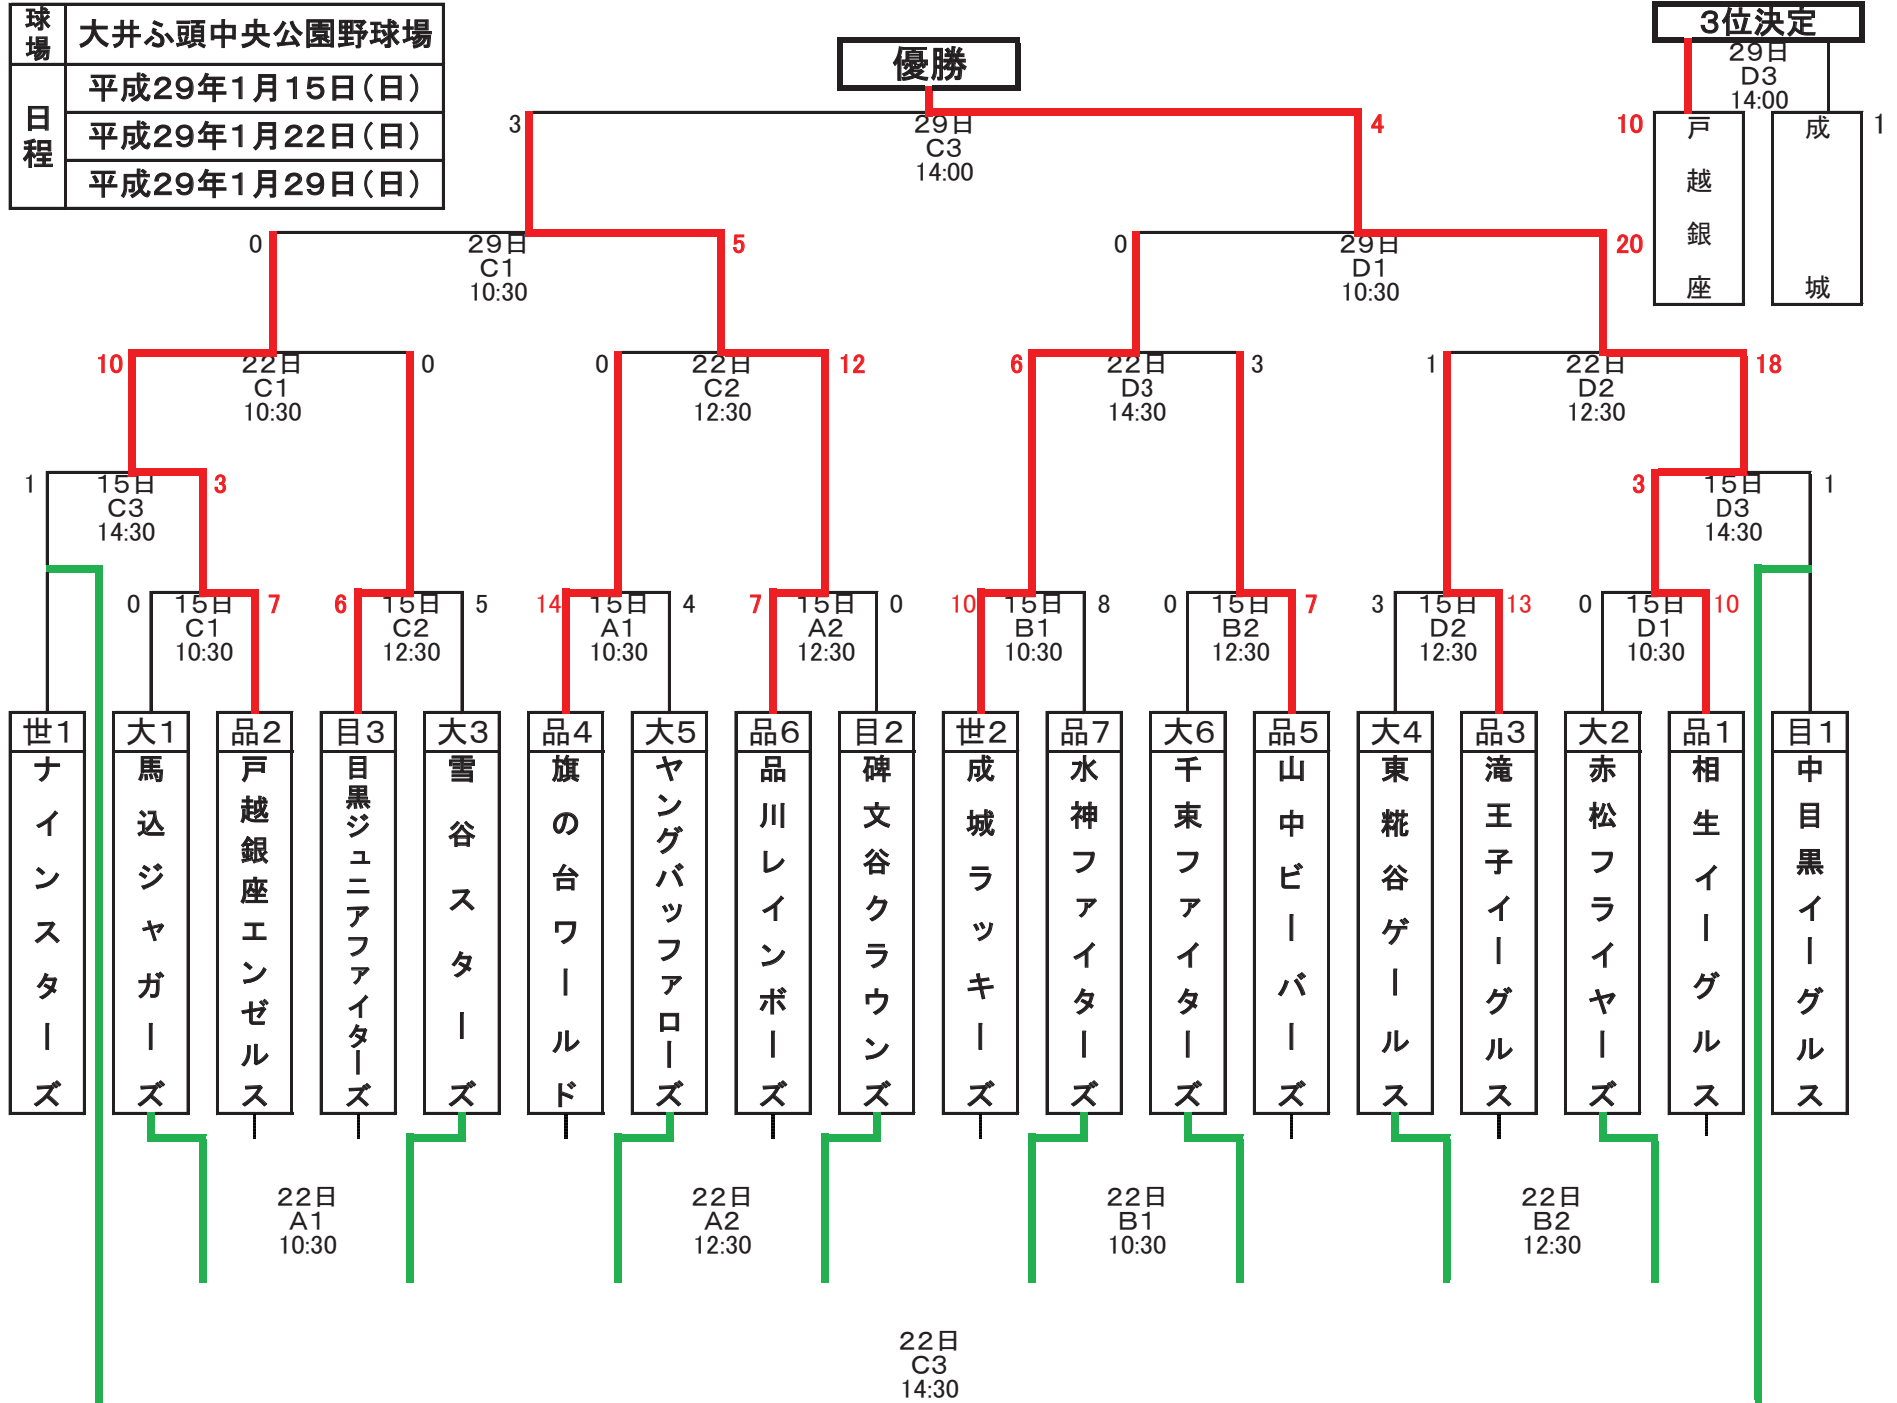 球場 大井ふ頭中央公園野球場
日程 平成29年1月15日(日)
平成29年1月22日(日)
平成29年1月29日(日)
優勝
3位決定
29日
D3
14:00
10 戸越銀座
成城 1
3 29日 4
C3
14:00
0 29日 5
C1
10:30
0 29日 20
D1
10:30
10 22日 0
C1
10:30
0 22日 12
C2
12:30
6 22日 3
D3
14:30
1 22日 18
D2
12:30
1 15日 3
C3
14:30
3 15日 1
D3
14:30
0 15日 7
C1
10:30
6 15日 5
C2
12:30
14 15日 4
A1
10:30
7 15日 0
A2
12:30
10 15日 8
B1
10:30
0 15日 7
B2
12:30
3 15日 13
D2
12:30
0 15日 10
D1
10:30
世1
ナインスターズ
大1
馬込ジャガーズ
品2
戸越銀座エンゼルス
目3
目黒ジュニアファイターズ
大3
雪谷スターズ
品4
旗の台ワールド
大5
ヤングバッファローズ
品6
品川レインボーズ
目2
碑文谷クラウンズ
世2
成城ラッキーズ
品7
水神ファイターズ
大6
千束ファイターズ
品5
山中ビーバーズ
大4
東糀谷ゲールス
品3
滝王子イーグルス
大2
赤松フライヤーズ
品1
相生イーグルス
目1
中目黒イーグルス
22日
A1
10:30
22日
A2
12:30
22日
B1
10:30
22日
B2
12:30
22日
C3
14:30